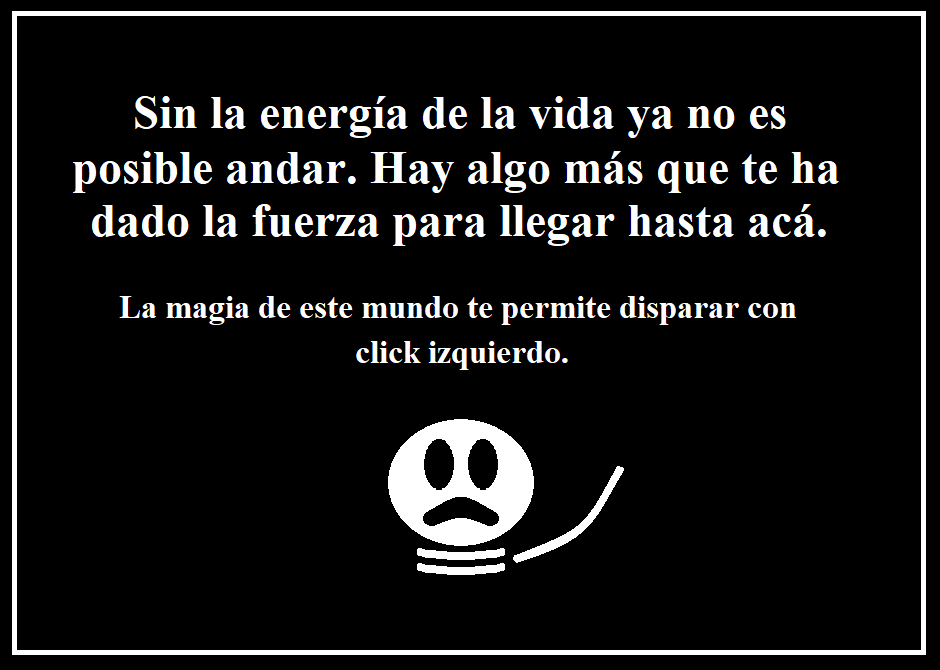 Sin la energía de la vida ya no es
posible andar. Hay algo más que te ha
dado la fuerza para llegar hasta acá.
La magia de este mundo te permite disparar con
click izquierdo.